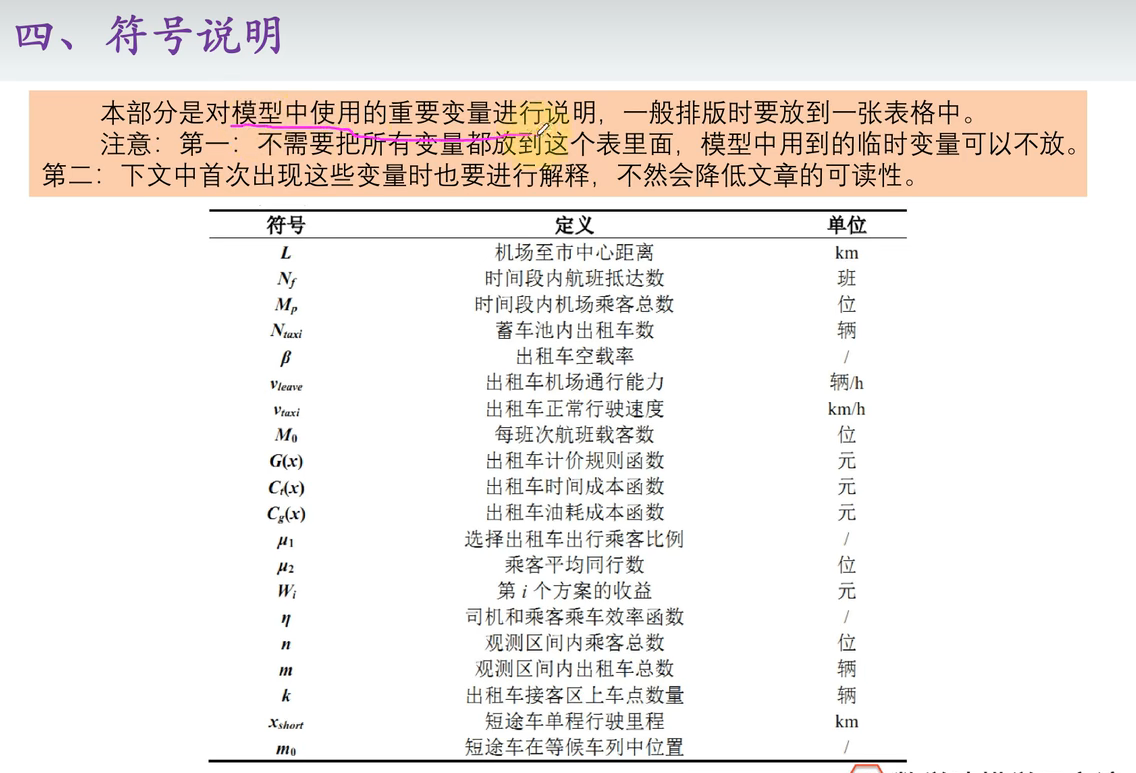 四、符号说明
本部分是对模型中使用的重要变量进行说明，一般排版时要放到一张表格中。
注意：第一：不需要把所有变量都放到这个表里面，模型中用到的临时变量可以不放。
第二：下文中首次出现这些变量时也要进行解释，不然会降低文章的可读性。
符号 定义 单位
L 机场至市中心距离 km
N_f 时间段内航班抵达数 班
M_p 时间段内机场乘客总数 位
N_taxi 蓄车池内出租车数 辆
β 出租车空载率 /
v_leave 出租车机场通行能力 辆/h
v_taxi 出租车正常行驶速度 km/h
M_0 每班次航班载客数 位
G(x) 出租车计价规则函数 元
C_t(x) 出租车时间成本函数 元
C_g(x) 出租车油耗成本函数 元
μ_1 选择出租车出行乘客比例 /
μ_2 乘客平均同行数 位
W_i 第 i 个方案的收益 元
η 司机和乘客乘车效率函数 /
n 观测区间内乘客总数 位
m 观测区间内出租车总数 辆
k 出租车接客区上车点数量 辆
x_short 短途车单程行驶里程 km
m_0 短途车在等候车列中位置 /